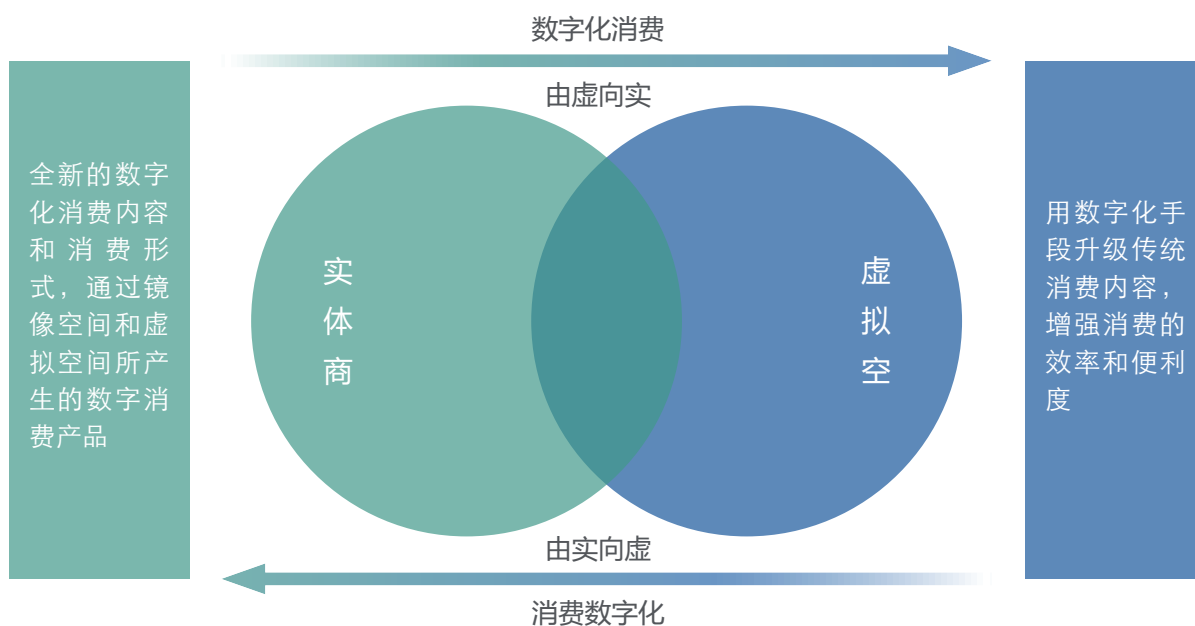 数字化消费
由虚向实
全新的数字
化消费内容
和消费形
式，通过镜
像空间和虚
拟空间所产
生的数字消
费产品
实
体
商
虚
拟
空
用数字化手
段升级传统
消费内容，
增强消费的
效率和便利
度
由实向虚
消费数字化